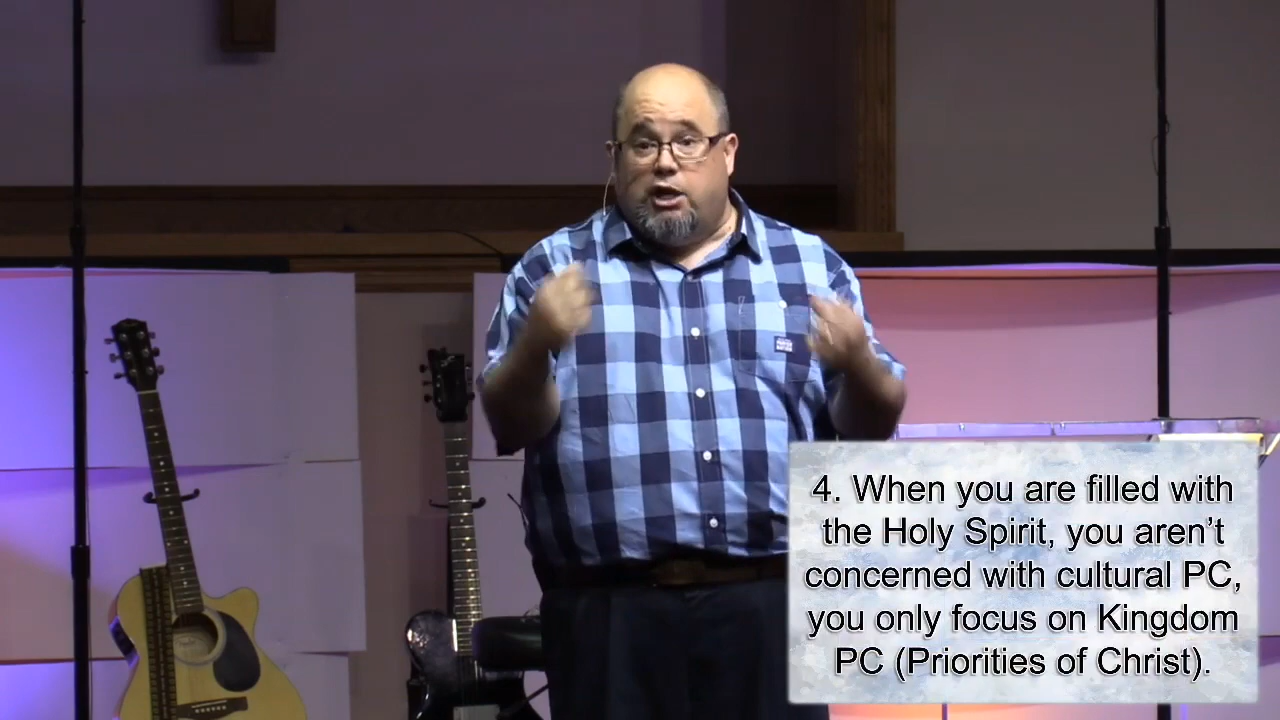 4. When you are filled with
the Holy Spirit, you aren't
concerned with cultural PC,
you only focus on Kingdom
PC (Priorities of Christ).